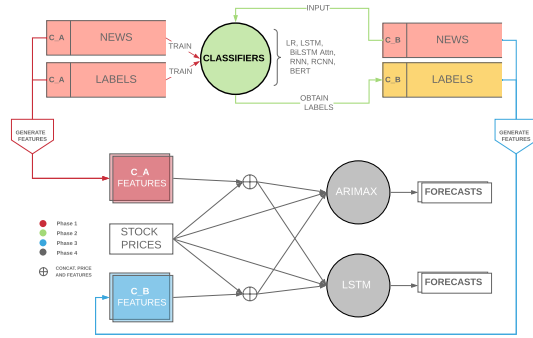 INPUT
C_A
NEWS
TRAIN
C_A
LABELS
TRAIN
CLASSIFIERS
LR, LSTM,
BiLSTM Attn,
RNN, RCNN,
BERT
C_B
NEWS
C_B
LABELS
OBTAIN
LABELS
GENERATE
FEATURES
GENERATE
FEATURES
C_A
FEATURES
STOCK
PRICES
C_B
FEATURES
ARIMAX
FORECASTS
LSTM
FORECASTS
Phase 1
Phase 2
Phase 3
Phase 4
CONCAT. PRICE
AND FEATURES